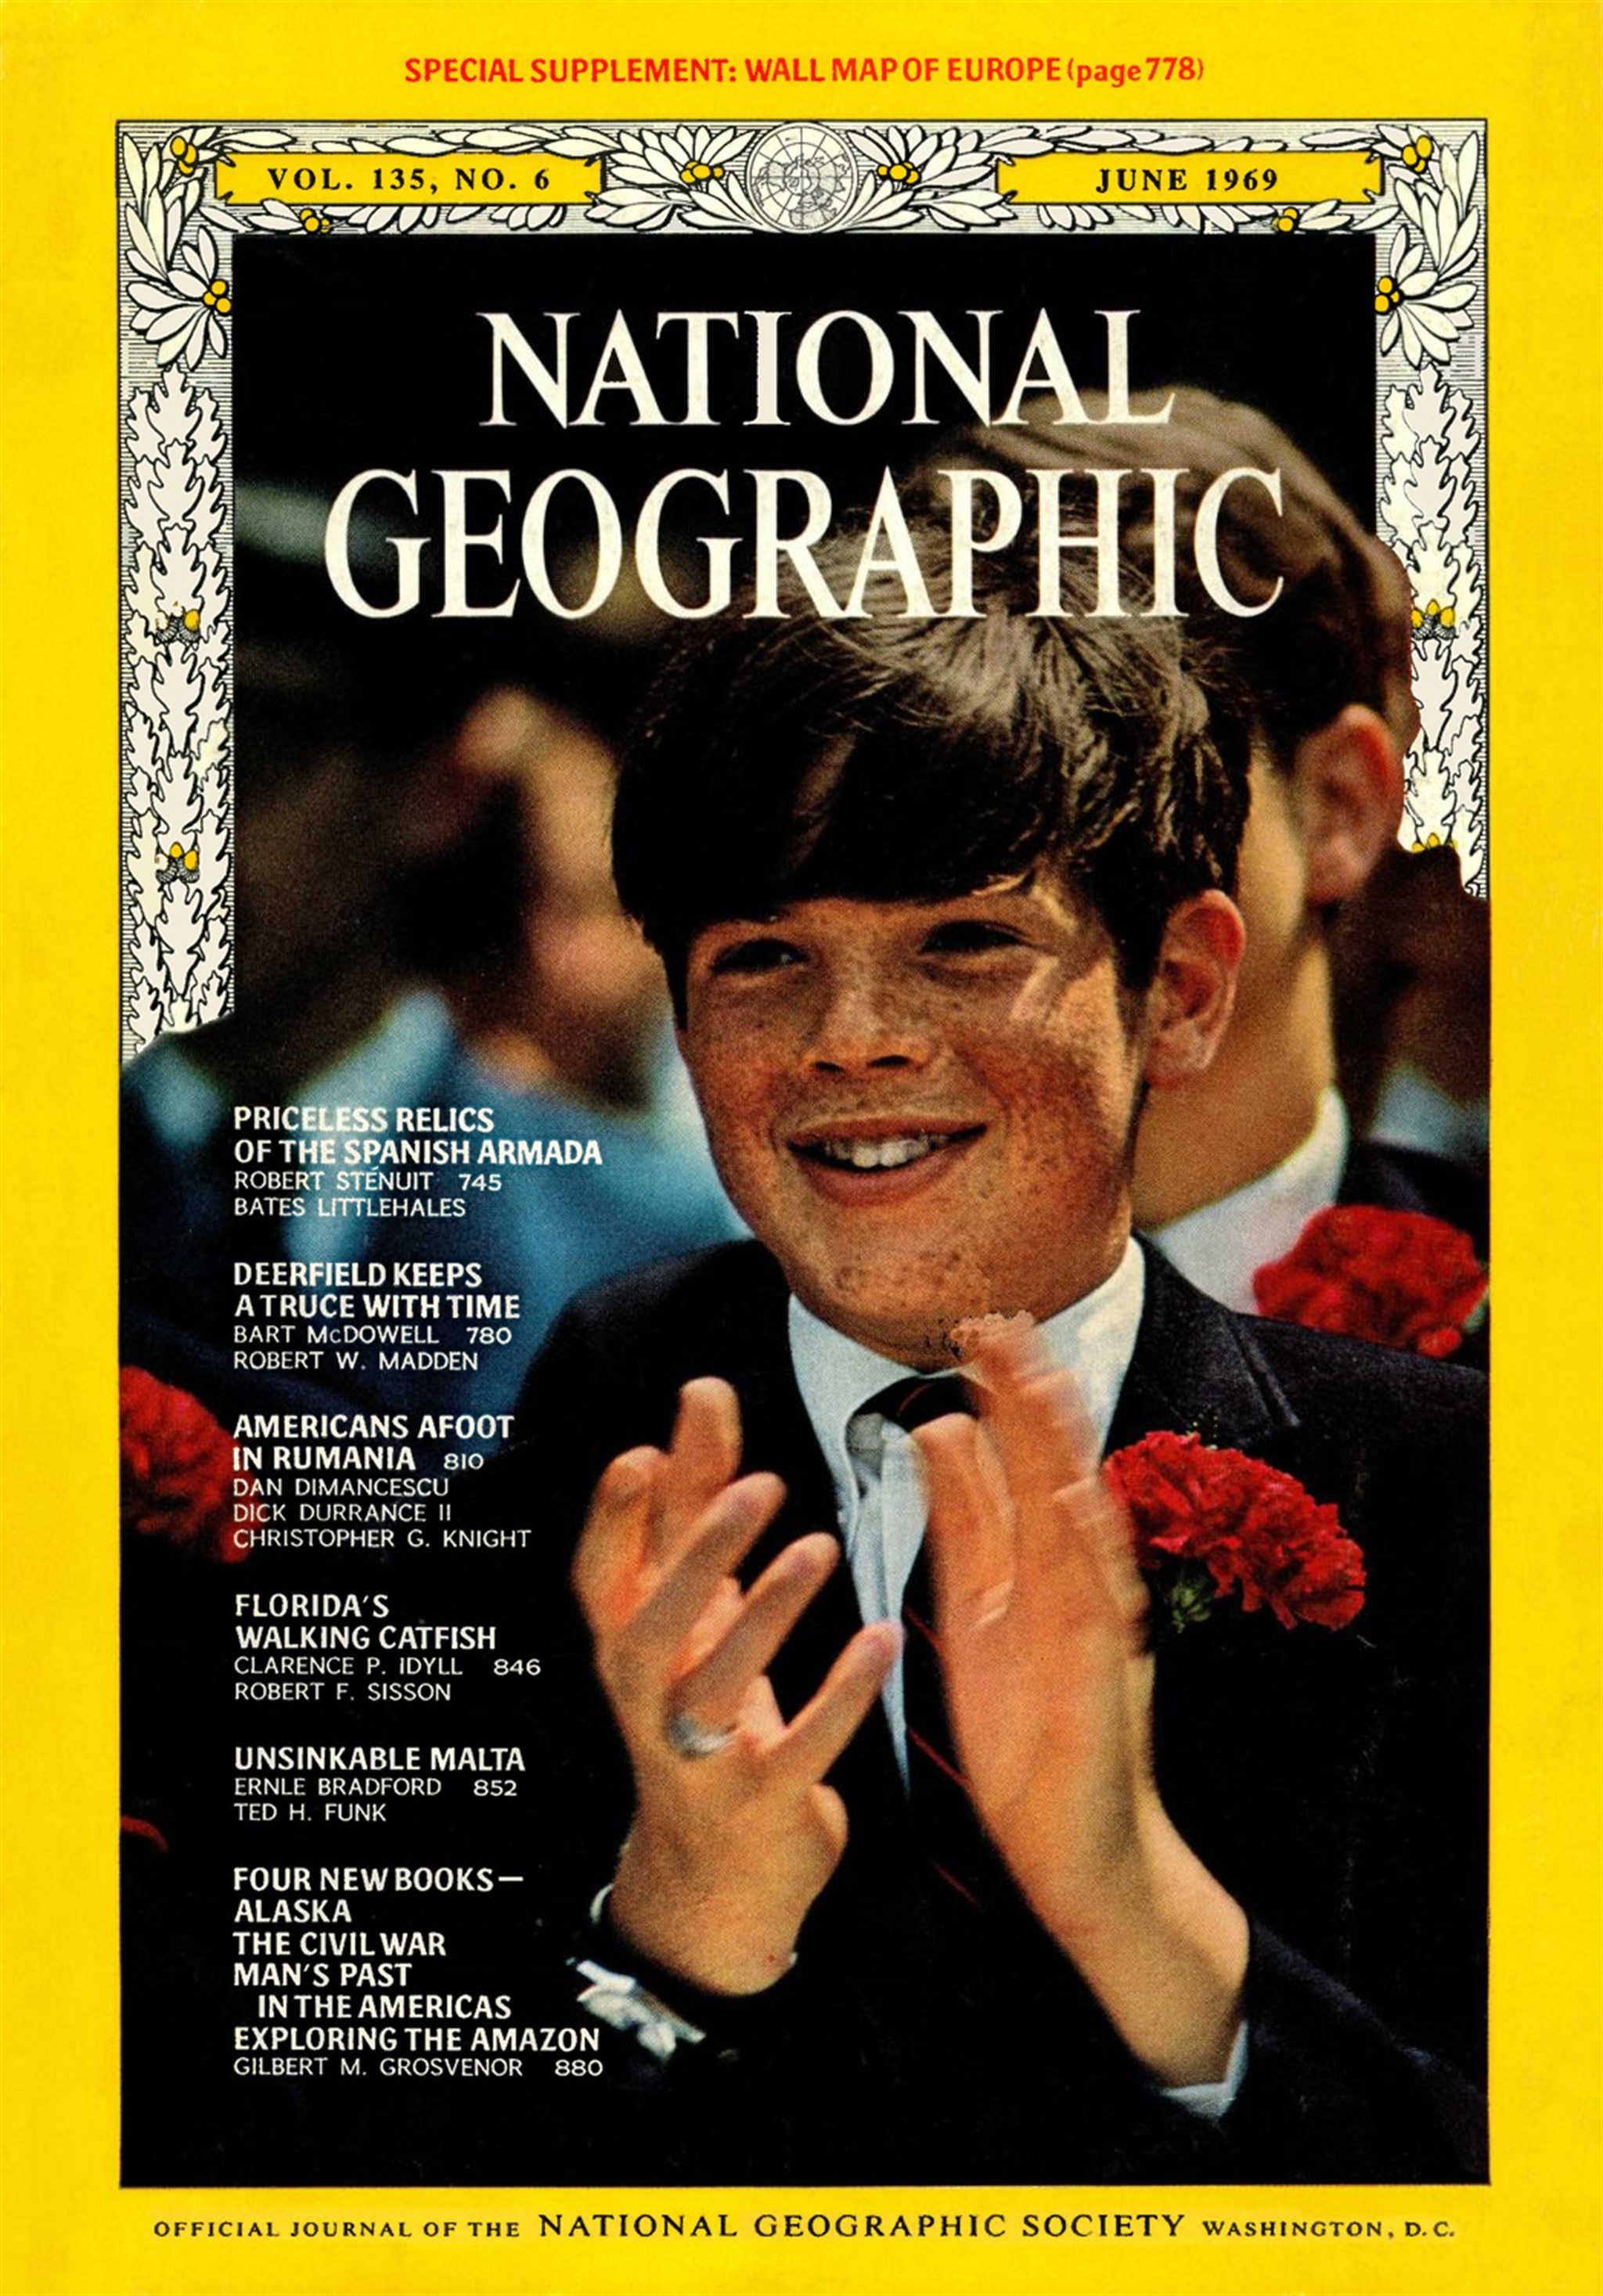 SPECIAL SUPPLEMENT: WALL MAP OF EUROPE (page 778)
VOL. 135, NO. 6
JUNE 1969
NATIONAL
GEOGRAPHIC
PRICELESS RELICS
OF THE SPANISH ARMADA
ROBERT STÉNUIT 745
BATES LITTLEHALES
DEERFIELD KEEPS
A TRUCE WITH TIME
BART McDOWELL 780
ROBERT W. MADDEN
AMERICANS AFOOT
IN RUMANIA 810
DAN DIMANCESCU
DICK DURRANCE II
CHRISTOPHER G. KNIGHT
FLORIDA'S
WALKING CATFISH
CLARENCE P. IDYLL 846
ROBERT F. SISSON
UNSINKABLE MALTA
ERNLE BRADFORD 852
TED H. FUNK
FOUR NEW BOOKS—
ALASKA
THE CIVIL WAR
MAN'S PAST
IN THE AMERICAS
EXPLORING THE AMAZON
GILBERT M. GROSVENOR 880
OFFICIAL JOURNAL OF THE NATIONAL GEOGRAPHIC SOCIETY WASHINGTON, D.C.